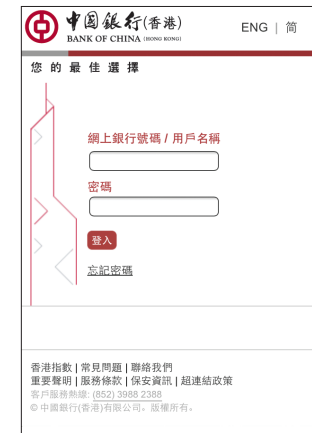 中國銀行(香港)
BANK OF CHINA (HONG KONG)
ENG | 简
您的最佳選擇
網上銀行號碼 / 用戶名稱
密碼
登入
忘記密碼
香港指數 | 常見問題 | 聯絡我們
重要聲明 | 服務條款 | 保安資訊 | 超連結政策
客戶服務熱線: (852) 3988 2388
© 中國銀行(香港)有限公司。版權所有。